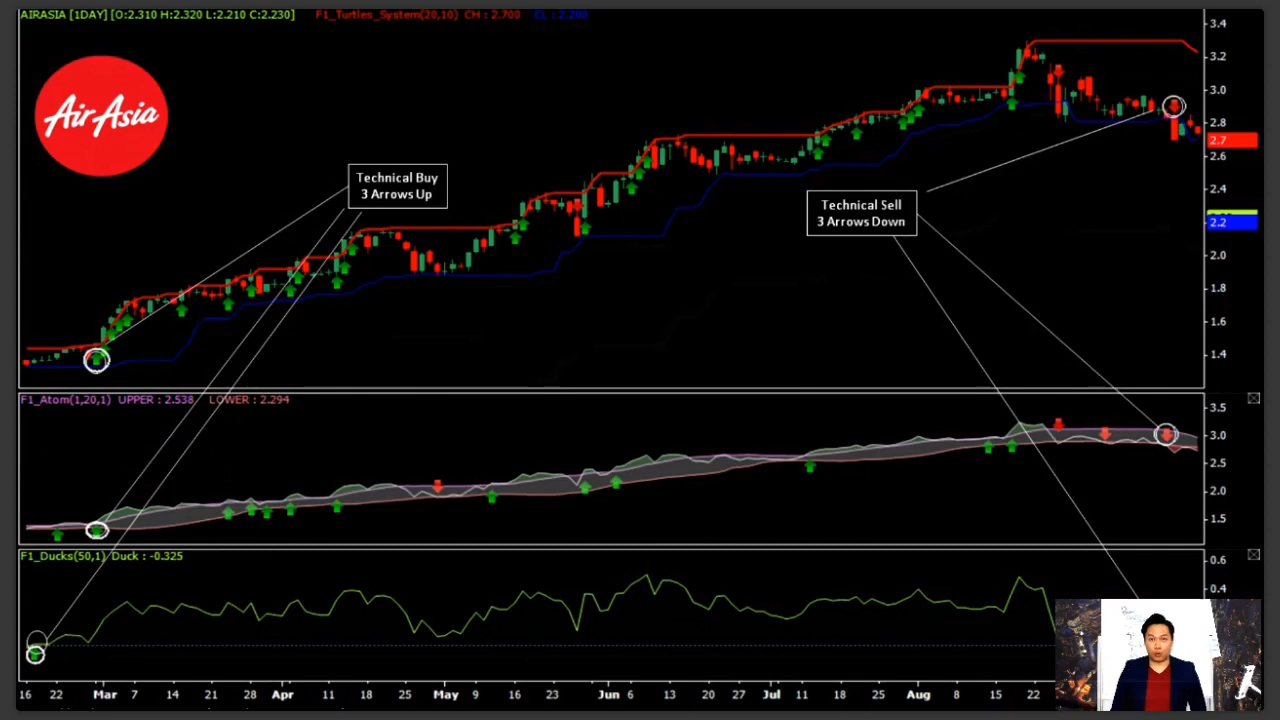 AIRASIA [1DAY] [O:2.310 H:2.320 L:2.210 C:2.230] F1_Turtles_System(20,10) CH : 2.700 CL : 2.200
3.4
3.2
3.0
2.8
2.7
2.6
2.4
2.2
2.0
1.8
1.6
1.4
AirAsia
Technical Buy
3 Arrows Up
Technical Sell
3 Arrows Down
F1_Atom(1,20,1) UPPER : 2.538 LOWER : 2.294
3.5
3.0
2.5
2.0
1.5
F1_Ducks(50,1) Duck : -0.325
0.6
0.4
16 22 Mar 7 14 21 28 Apr 11 18 25 May 9 16 23 Jun 6 13 20 27 Jul 11 18 25 Aug 8 15 22